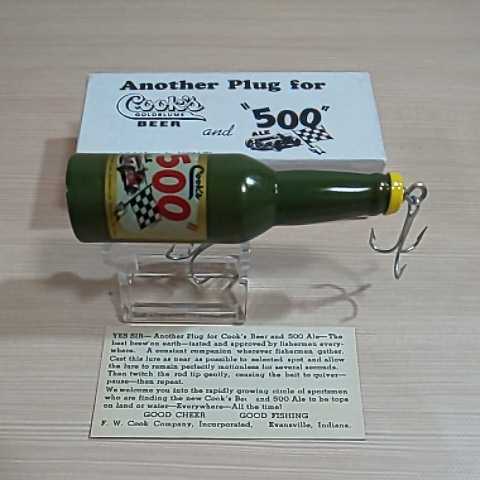 Another Plug for
Cook's
GOLDBLUME
BEER
and
"500"
ALE
Cook's
500
YES SIR— Another Plug for Cook's Beer and 500 Ale—The
best brew on earth—tasted and approved by fishermen every-
where. A constant companion wherever fishermen gather.
Cast this lure as near as possible to selected spot and allow
the lure to remain perfectly motionless for several seconds.
Then twitch the rod tip gently, causing the bait to quiver—
pause—then repeat.
We welcome you into the rapidly growing circle of sportsmen
who are finding the new Cook's and 500 Ale to be tops
on land or water—Everywhere—All the time!
GOOD CHEER GOOD FISHING
F. W. Cook Company, Incorporated, Evansville, Indiana.